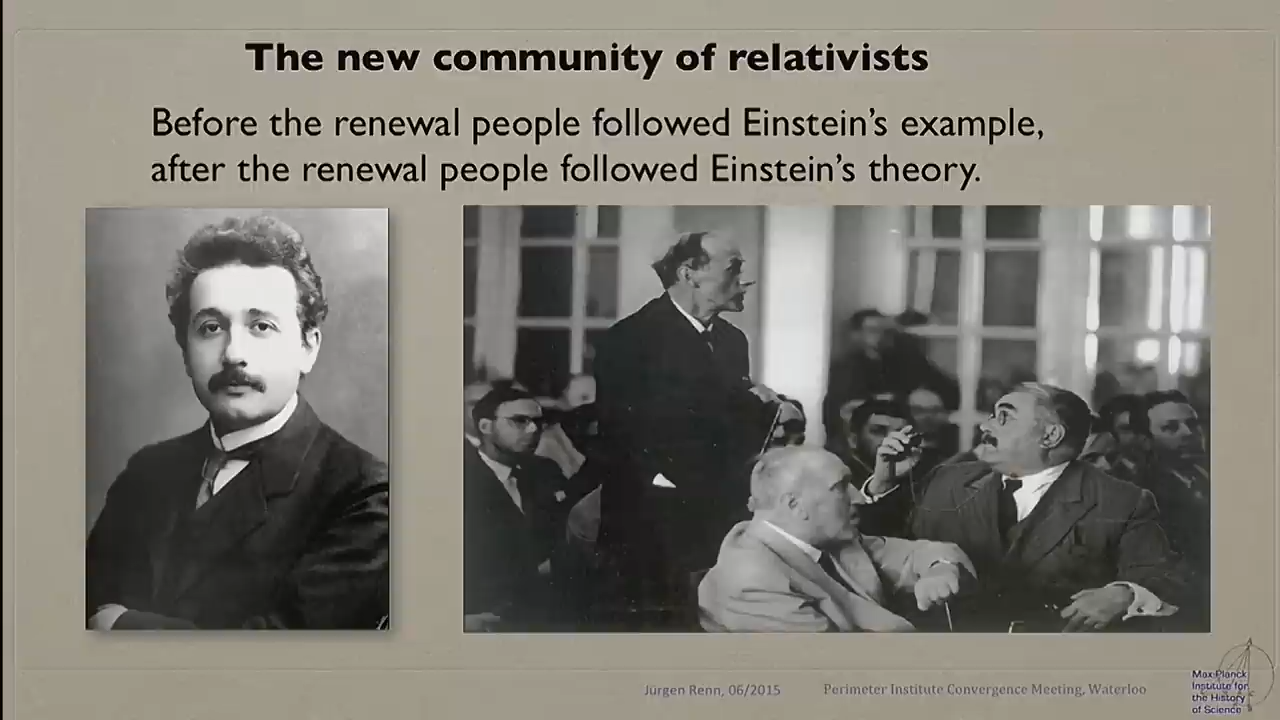 The new community of relativists
Before the renewal people followed Einstein's example,
after the renewal people followed Einstein's theory.
Jürgen Renn, 06/2015
Perimeter Institute Convergence Meeting, Waterloo
Max Planck
Institute for
the History
of Science